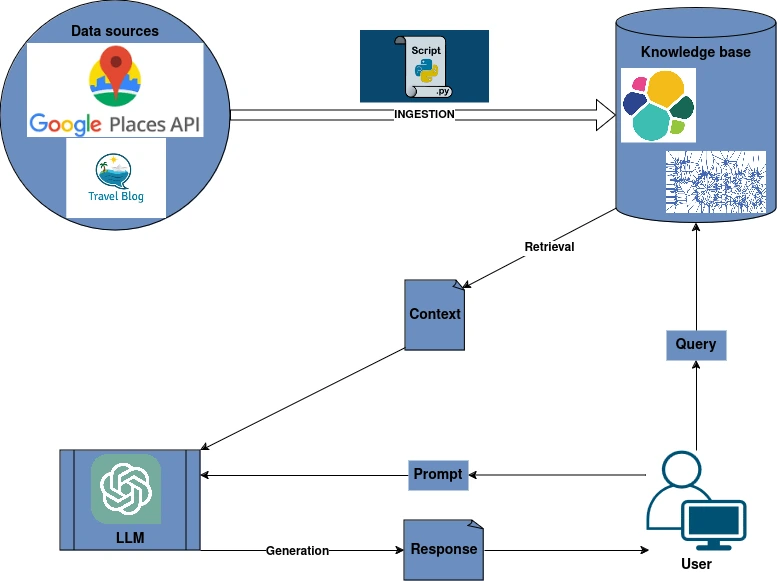 Data sources
Google Places API
Travel Blog
Script
.py
INGESTION
Knowledge base
Retrieval
Context
Query
Prompt
LLM
Generation
Response
User